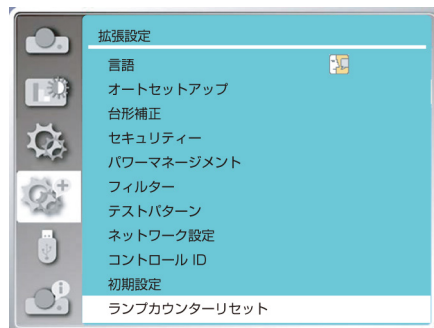 拡張設定
言語
オートセットアップ
台形補正
セキュリティー
パワーマネージメント
フィルター
テストパターン
ネットワーク設定
コントロール ID
初期設定
ランプカウンターリセット